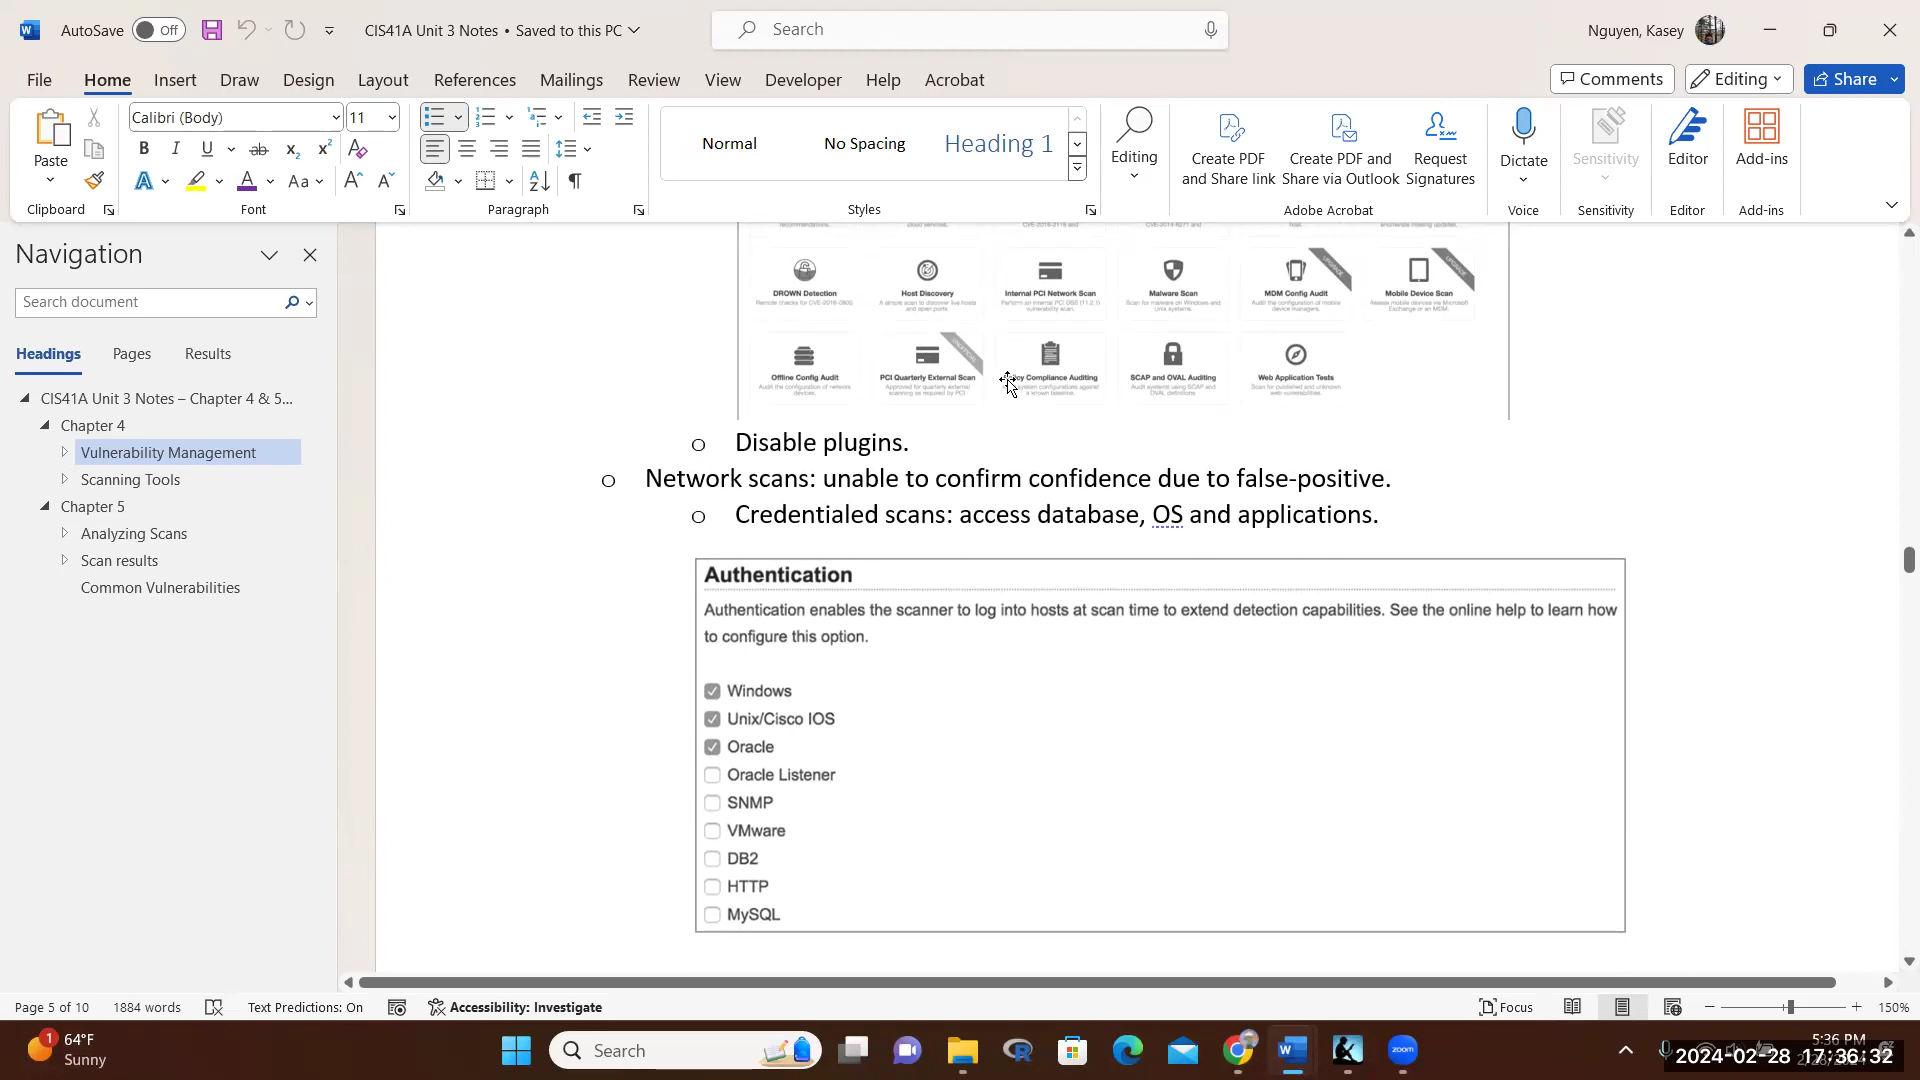 AutoSave Off CIS41A Unit 3 Notes • Saved to this PC Search Nguyen, Kasey
File Home Insert Draw Design Layout References Mailings Review View Developer Help Acrobat Comments Editing Share
Calibri (Body) 11
Paste
Normal No Spacing Heading 1
Editing
Create PDF and Share link
Create PDF and Share via Outlook
Request Signatures
Dictate
Sensitivity
Editor
Add-ins
Clipboard Font Paragraph Styles Adobe Acrobat Voice Sensitivity Editor Add-ins
Navigation
Search document
Headings Pages Results
CIS41A Unit 3 Notes – Chapter 4 & 5...
Chapter 4
Vulnerability Management
Scanning Tools
Chapter 5
Analyzing Scans
Scan results
Common Vulnerabilities
DROWN Detection Host Discovery Internal PCI Network Scan Malware Scan MDM Config Audit Mobile Device Scan
Offline Config Audit PCI Quarterly External Scan Compliance Auditing SCAP and OVAL Auditing Web Application Tests
o Disable plugins.
o Network scans: unable to confirm confidence due to false-positive.
o Credentialed scans: access database, OS and applications.
Authentication
Authentication enables the scanner to log into hosts at scan time to extend detection capabilities. See the online help to learn how
to configure this option.
Windows
Unix/Cisco IOS
Oracle
Oracle Listener
SNMP
VMware
DB2
HTTP
MySQL
Page 5 of 10 1884 words Text Predictions: On Accessibility: Investigate Focus 150%
1 64°F
Sunny
Search
zoom
5:36 PM
2024-02-28 17:36:32